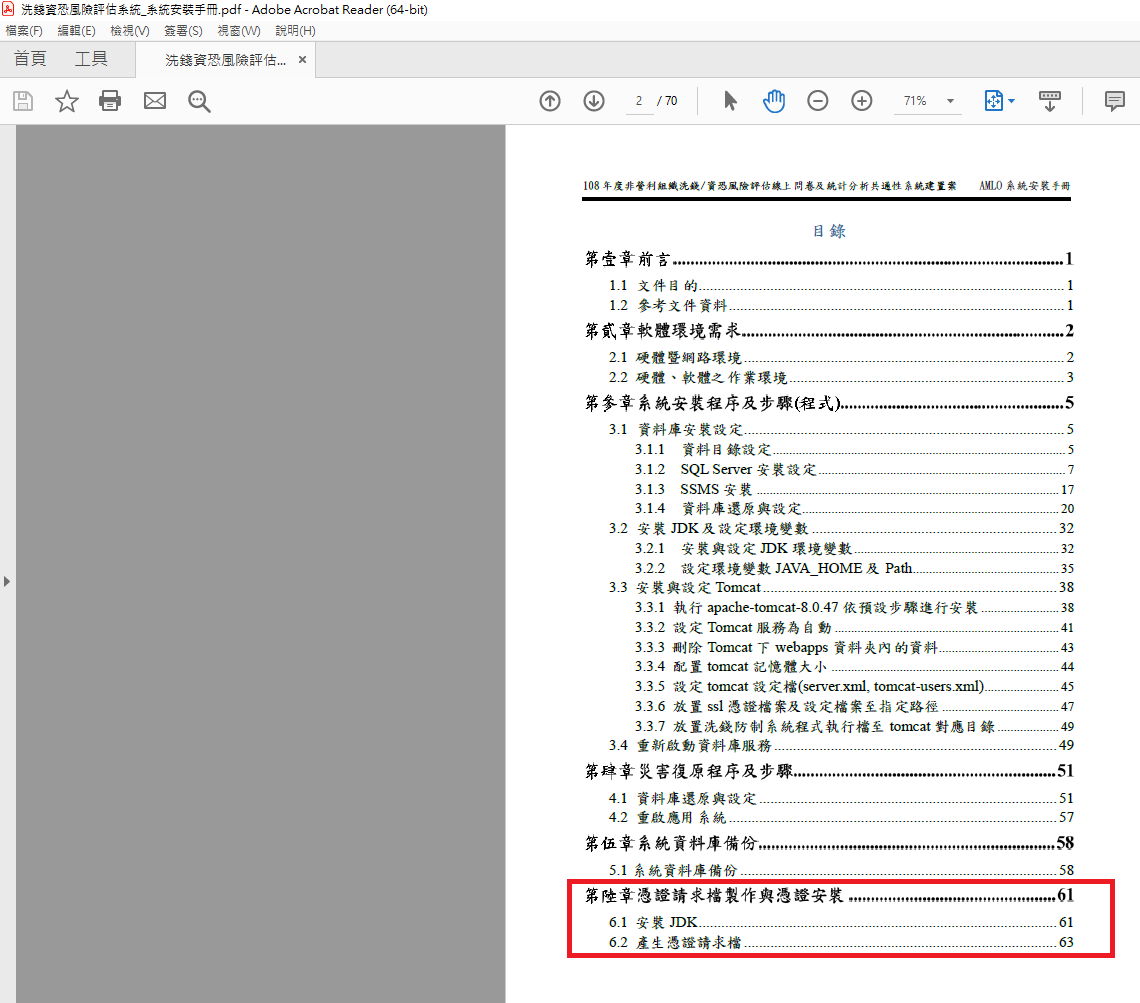 洗錢資恐風險評估系統_系統安裝手冊.pdf - Adobe Acrobat Reader (64-bit)
檔案(F) 編輯(E) 檢視(V) 簽署(S) 視窗(W) 說明(H)
首頁 工具 洗錢資恐風險評估... ×
2 / 70 71%
108 年度非營利組織洗錢/資恐風險評估線上問卷及統計分析共通性系統建置案 AMLO 系統安裝手冊
目錄
第壹章前言 1
1.1 文件目的 1
1.2 參考文件資料 1
第貳章軟體環境需求 2
2.1 硬體暨網路環境 2
2.2 硬體、軟體之作業環境 3
第參章系統安裝程序及步驟(程式) 5
3.1 資料庫安裝設定 5
3.1.1 資料目錄設定 5
3.1.2 SQL Server 安裝設定 7
3.1.3 SSMS 安裝 17
3.1.4 資料庫還原與設定 20
3.2 安裝 JDK 及設定環境變數 32
3.2.1 安裝與設定 JDK 環境變數 32
3.2.2 設定環境變數 JAVA_HOME 及 Path 35
3.3 安裝與設定 Tomcat 38
3.3.1 執行 apache-tomcat-8.0.47 依預設步驟進行安裝 38
3.3.2 設定 Tomcat 服務為自動 41
3.3.3 刪除 Tomcat 下 webapps 資料夾內的資料 43
3.3.4 配置 tomcat 記憶體大小 44
3.3.5 設定 tomcat 設定檔(server.xml, tomcat-users.xml) 45
3.3.6 放置 ssl 憑證檔案及設定檔案至指定路徑 47
3.3.7 放置洗錢防制系統程式執行檔至 tomcat 對應目錄 49
3.4 重新啟動資料庫服務 49
第肆章災害復原程序及步驟 51
4.1 資料庫還原與設定 51
4.2 重啟應用系統 57
第伍章系統資料庫備份 58
5.1 系統資料庫備份 58
第陸章憑證請求檔製作與憑證安裝 61
6.1 安裝 JDK 61
6.2 產生憑證請求檔 63